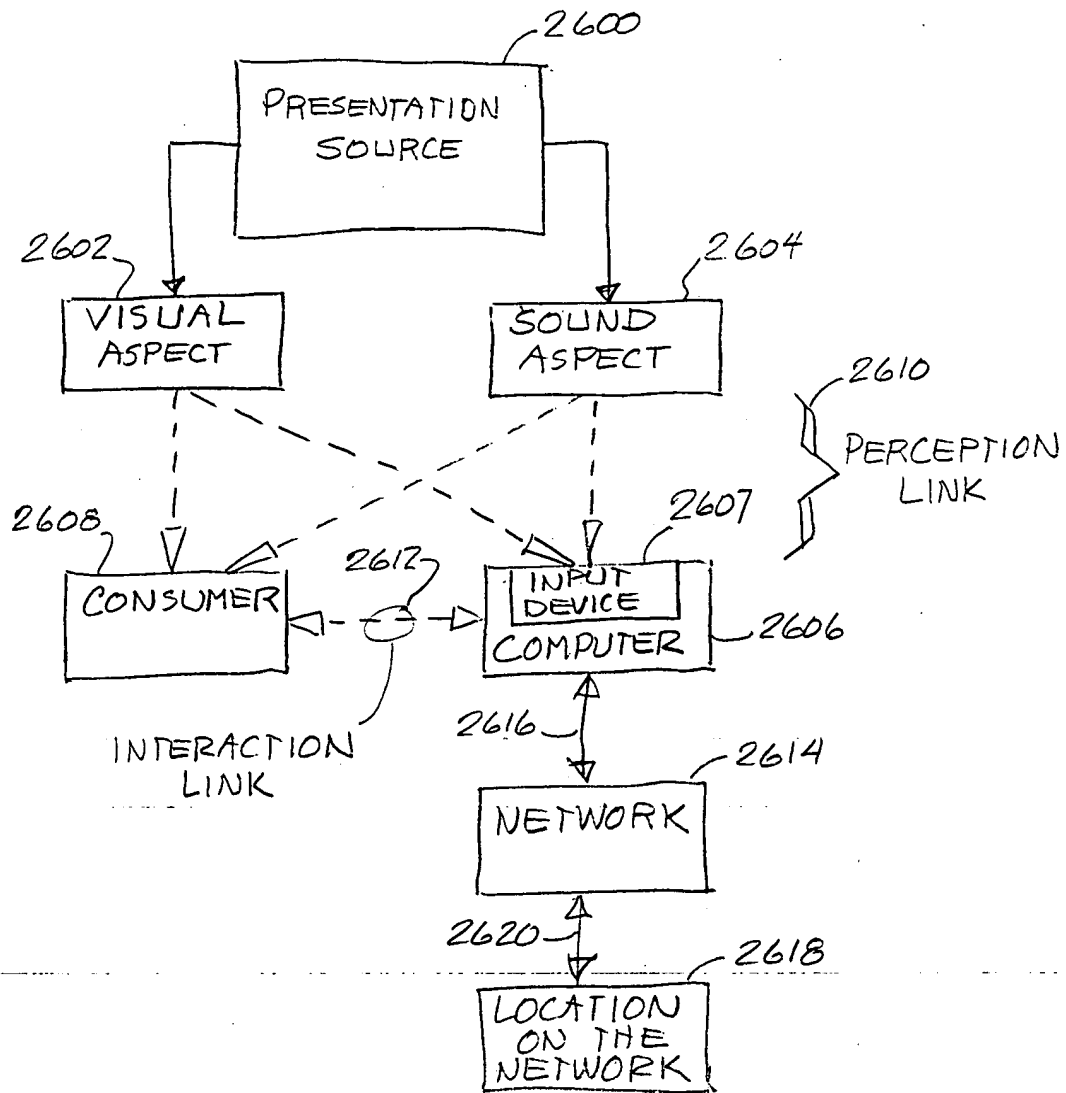 2600
PRESENTATION
SOURCE
2602
2604
VISUAL
ASPECT
SOUND
ASPECT
2610
PERCEPTION
LINK
2608
2612
2607
CONSUMER
INPUT
DEVICE
COMPUTER
2606
INTERACTION
LINK
2616
2614
NETWORK
2620
2618
LOCATION
ON THE
NETWORK